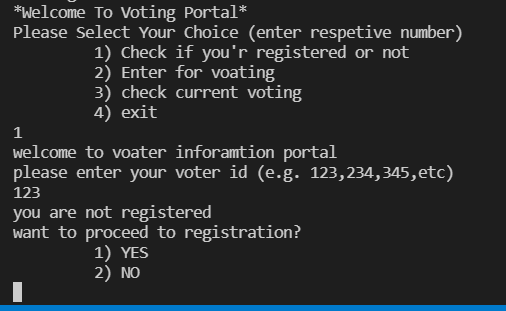 *Welcome To Voting Portal*
Please Select Your Choice (enter respetive number)
1) Check if you'r registered or not
2) Enter for voating
3) check current voting
4) exit
1
welcome to voater inforamtion portal
please enter your voter id (e.g. 123,234,345,etc)
123
you are not registered
want to proceed to registration?
1) YES
2) NO